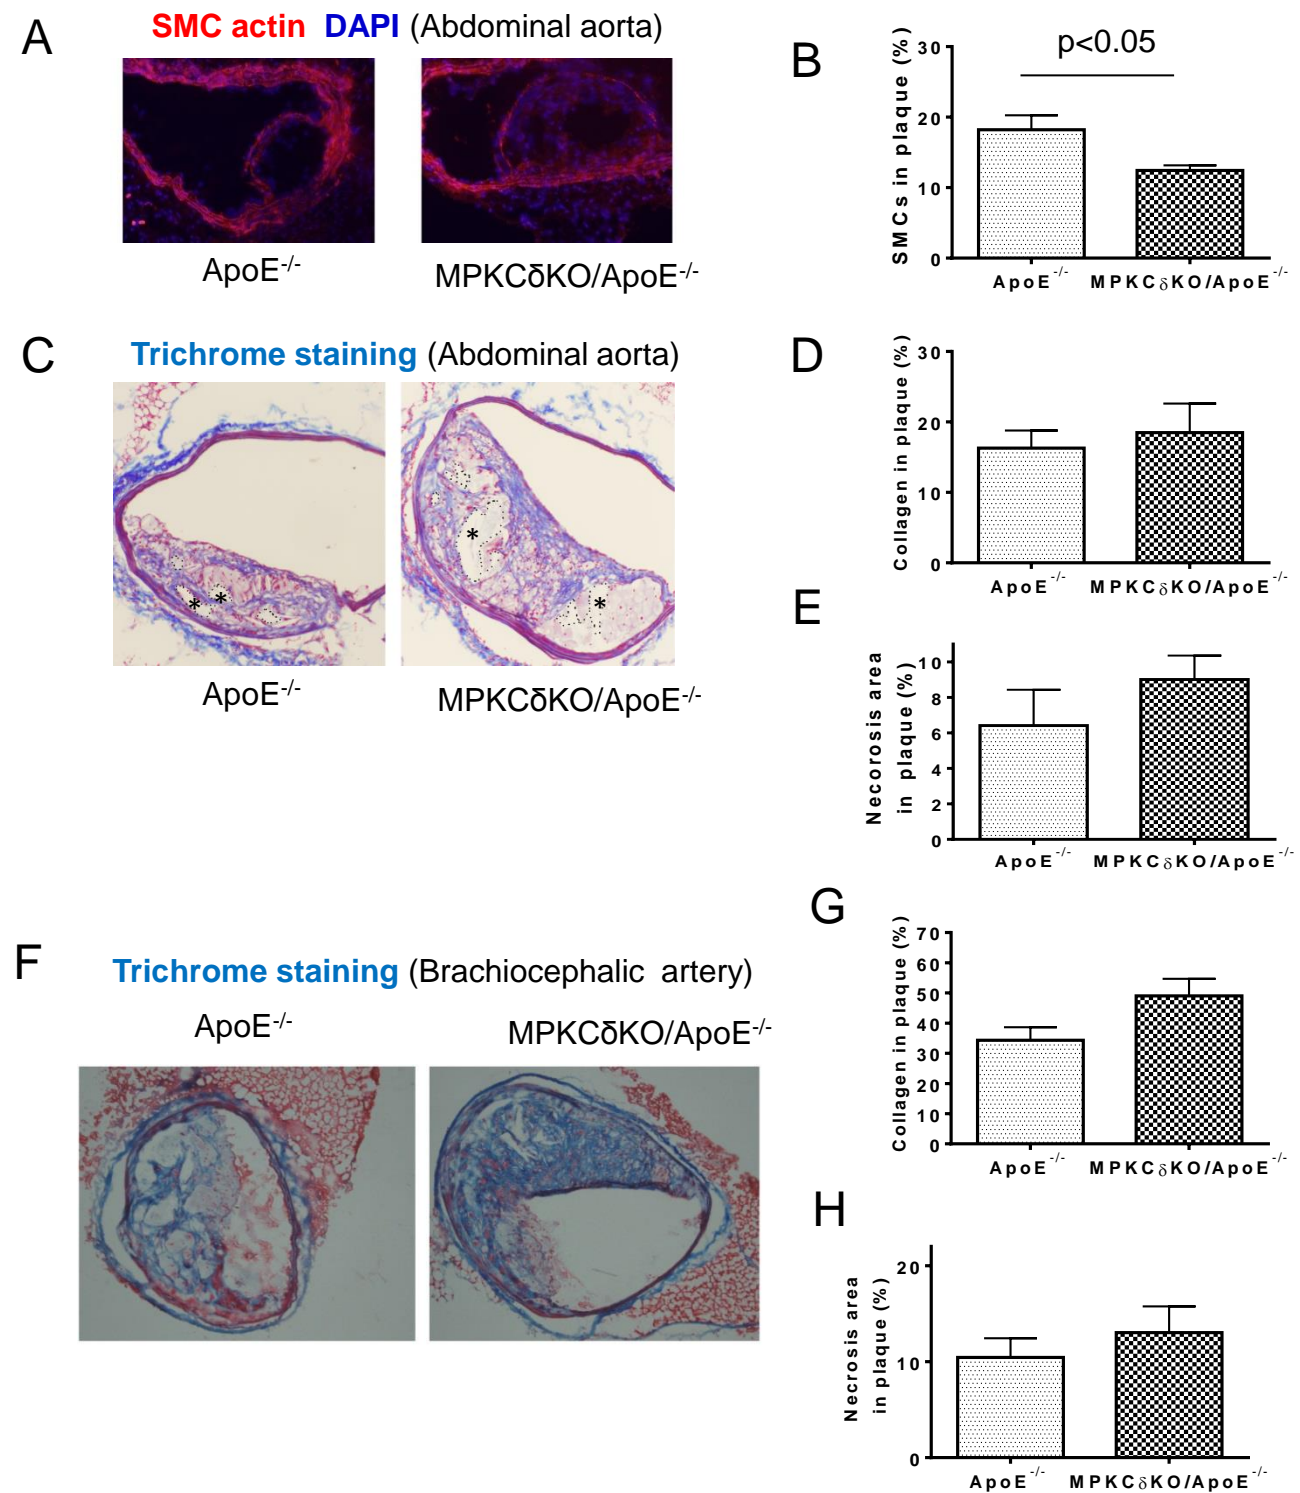 A
SMC actin DAPI (Abdominal aorta)
ApoE-/-
MPKCδKO/ApoE-/-
B
p<0.05
SMCs in plaque (%)
30
20
10
0
ApoE-/-
MPKCδKO/ApoE-/-
C
Trichrome staining (Abdominal aorta)
*
*
*
*
ApoE-/-
MPKCδKO/ApoE-/-
D
Collagen in plaque (%)
30
20
10
0
ApoE-/-
MPKCδKO/ApoE-/-
E
Necorosis area
in plaque (%)
10
8
6
4
2
0
ApoE-/-
MPKCδKO/ApoE-/-
F
Trichrome staining (Brachiocephalic artery)
ApoE-/-
MPKCδKO/ApoE-/-
G
Collagen in plaque (%)
70
60
50
40
30
20
10
0
ApoE-/-
MPKCδKO/ApoE-/-
H
Necrosis area
in plaque (%)
20
10
0
ApoE-/-
MPKCδKO/ApoE-/-